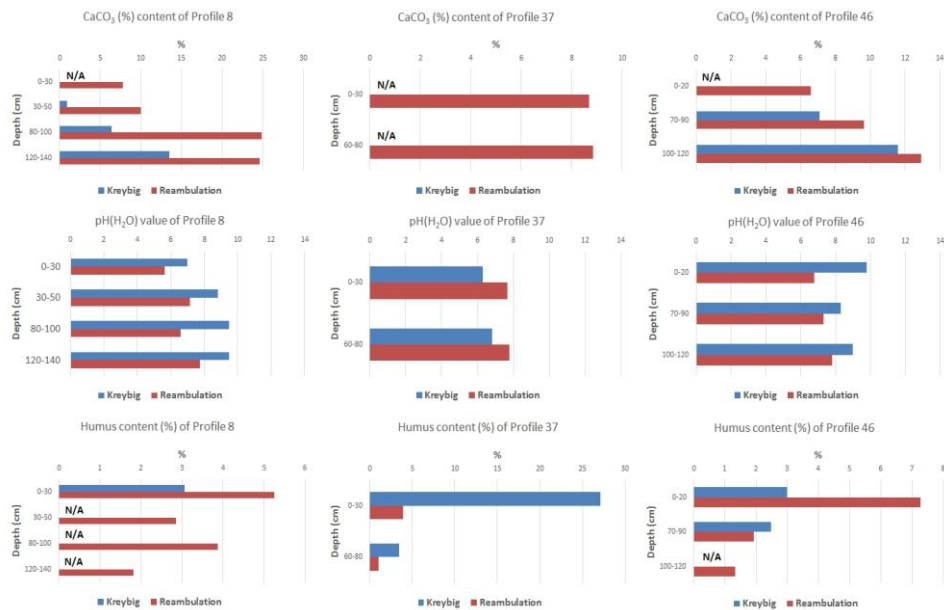 CaCO₃ (%) content of Profile 8
%
0 5 10 15 20 25 30
Depth (cm)
0-30
N/A
30-50
80-100
120-140
Kreybig Reambulation
CaCO₃ (%) content of Profile 37
%
0 2 4 6 8 10
Depth (cm)
N/A
0-30
N/A
60-80
Kreybig Reambulation
CaCO₃ (%) content of Profile 46
%
0 2 4 6 8 10 12 14
Depth (cm)
N/A
0-20
70-90
100-120
Kreybig Reambulation
pH(H₂O) value of Profile 8
0 2 4 6 8 10 12 14
Depth (cm)
0-30
30-50
80-100
120-140
Kreybig Reambulation
pH(H₂O) value of Profile 37
0 2 4 6 8 10 12 14
Depth (cm)
0-30
60-80
Kreybig Reambulation
pH(H₂O) value of Profile 46
0 2 4 6 8 10 12 14
Depth (cm)
0-20
70-90
100-120
Kreybig Reambulation
Humus content (%) of Profile 8
%
0 1 2 3 4 5 6
Depth (cm)
0-30
N/A
30-50
N/A
80-100
N/A
120-140
Kreybig Reambulation
Humus content (%) of Profile 37
%
0 5 10 15 20 25 30
Depth (cm)
0-30
60-80
Kreybig Reambulation
Humus content (%) of Profile 46
%
0 1 2 3 4 5 6 7 8
Depth (cm)
0-20
70-90
N/A
100-120
Kreybig Reambulation